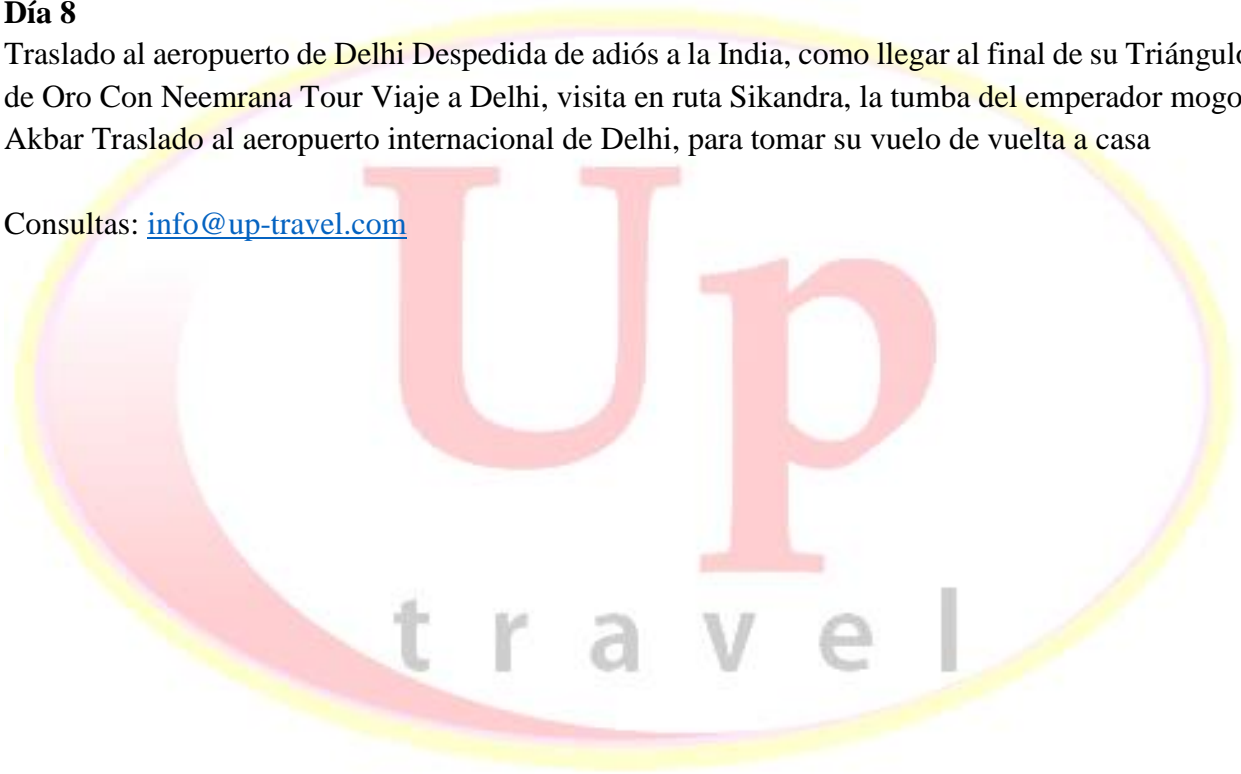 Día 8
Traslado al aeropuerto de Delhi Despedida de adiós a la India, como llegar al final de su Triángulo
de Oro Con Neemrana Tour Viaje a Delhi, visita en ruta Sikandra, la tumba del emperador mogo
Akbar Traslado al aeropuerto internacional de Delhi, para tomar su vuelo de vuelta a casa
Consultas: info@up-travel.com
Up
travel